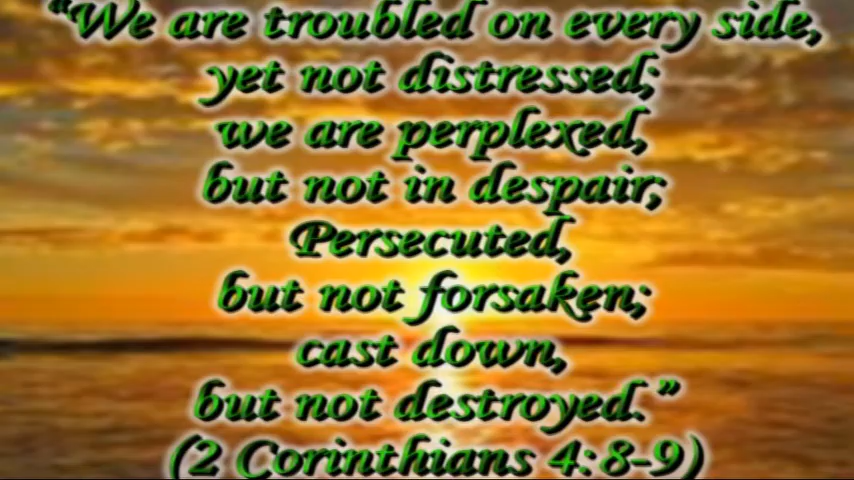 “We are troubled on every side,
yet not distressed;
we are perplexed,
but not in despair;
Persecuted,
but not forsaken;
cast down,
but not destroyed.”
(2 Corinthians 4:8-9)